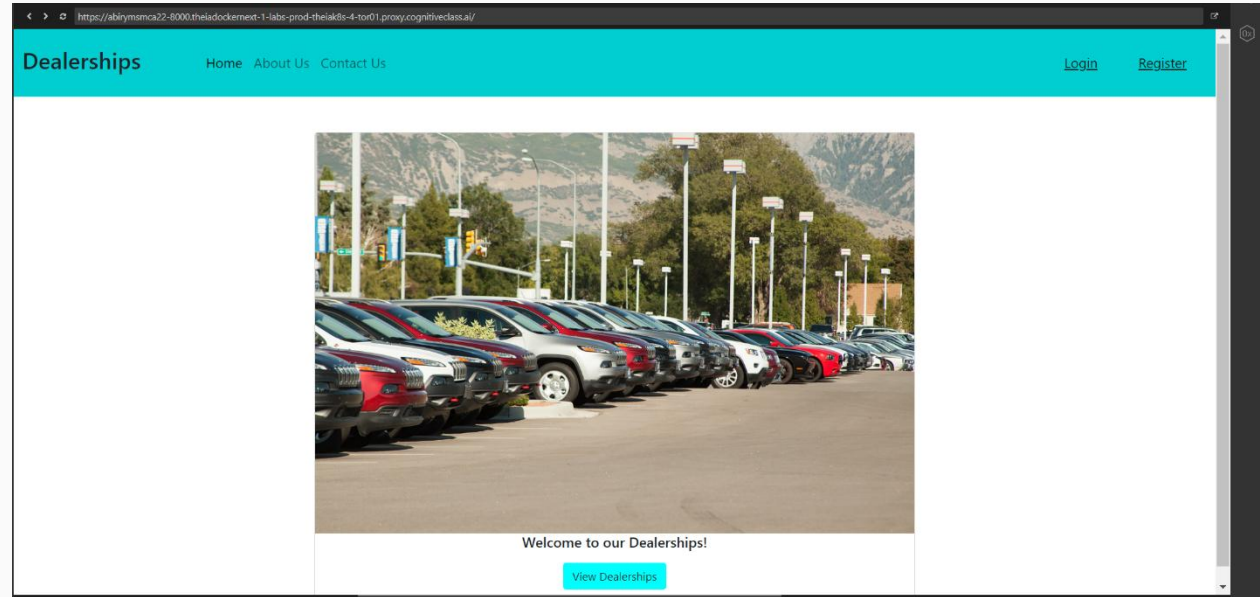 https://abirymsmca22-8000.theiadockernext-1-labs-prod-theiak8s-4-tor01.proxy.cognitiveclass.ai/
Dealerships Home About Us Contact Us Login Register
Welcome to our Dealerships!
View Dealerships